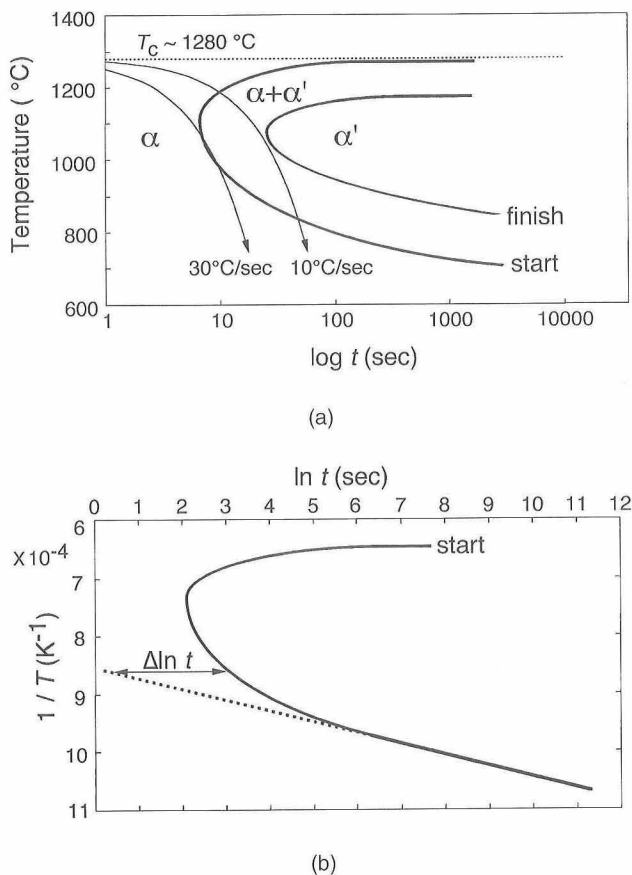 1400
T_c ~ 1280 °C
1200
α+α'
α
α'
1000
finish
800
start
30°C/sec 10°C/sec
600
1 10 100 1000 10000
Temperature ( °C)
log t (sec)
(a)
ln t (sec)
0 1 2 3 4 5 6 7 8 9 10 11 12
6
x10⁻⁴
start
7
8
Δln t
9
10
11
1 / T (K⁻¹)
(b)